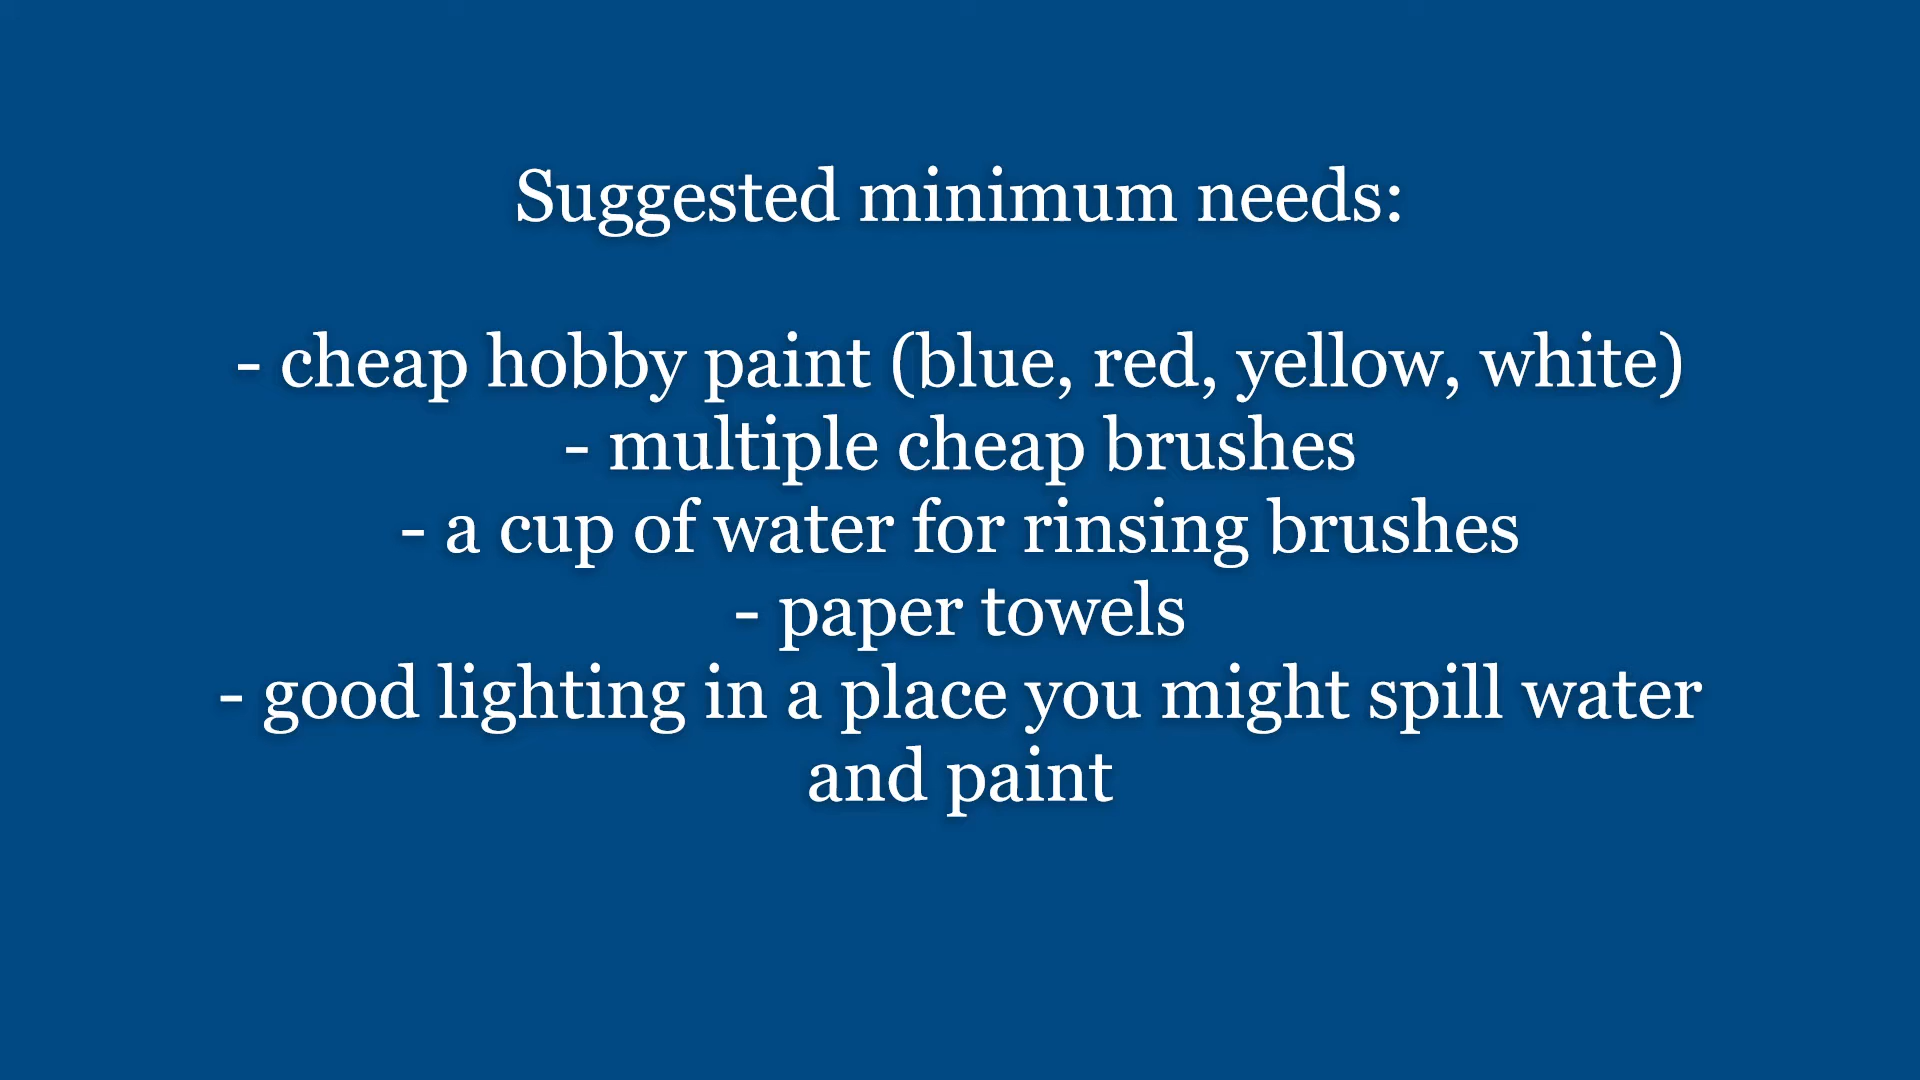 Suggested minimum needs:
- cheap hobby paint (blue, red, yellow, white)
- multiple cheap brushes
- a cup of water for rinsing brushes
- paper towels
- good lighting in a place you might spill water
and paint